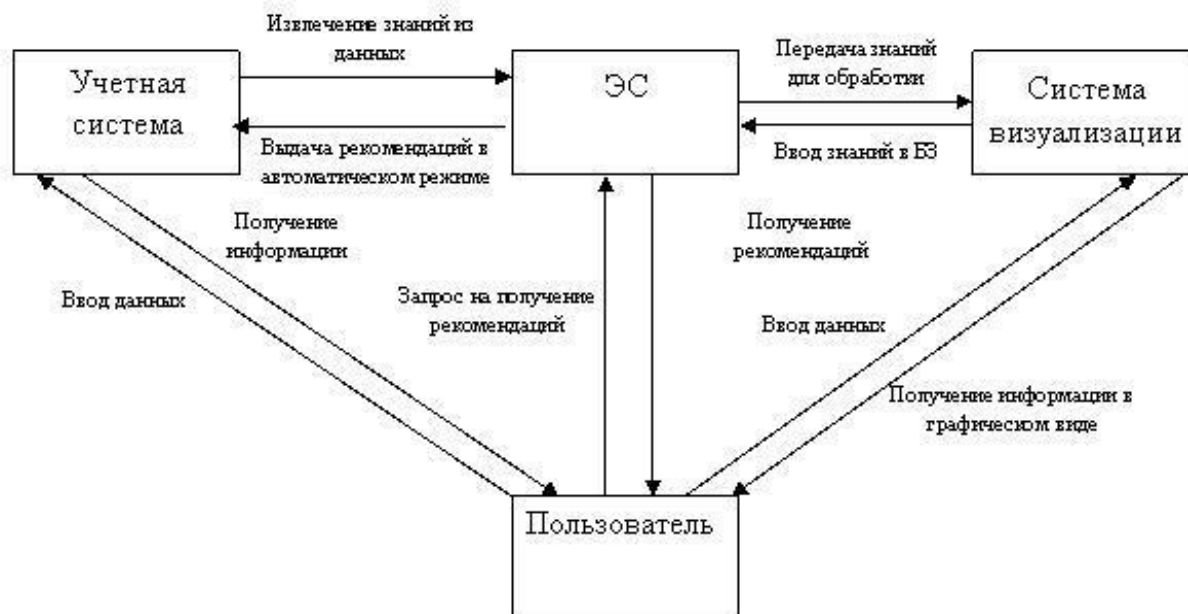 Извлечение знаний из
данных
Учетная
система
ЭС
Передача знаний
для обработки
Система
визуализации
Выдача рекомендаций в
автоматическом режиме
Ввод знаний в БЗ
Получение
информации
Получение
рекомендаций
Ввод данных
Запрос на получение
рекомендаций
Ввод данных
Получение информации в
графическом виде
Пользователь